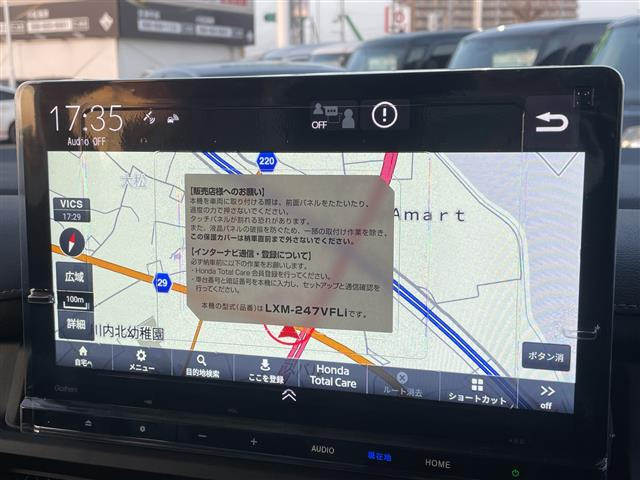 17:35
Audio OFF
OFF
220
大松
Amart
VICS
17:29
広域
100m
詳細
29
川内北幼稚園
【販売店様へのお願い】
本機を車両に取り付ける際は、前面パネルをたたいたり、
過度の力で押さないでください。
タッチパネルが割れる恐れがあります。
また、液晶パネルの破損を防ぐため、一部の取付け作業を除き、
この保護カバーは納車直前まで外さないでください。
【インターナビ通信・登録について】
必ず納車前に以下の作業をお願いします。
・Honda Total Care 会員登録を行ってください。
・車台番号と暗証番号を本機に入力し、セットアップと通信確認を
行ってください。
本機の型式(品番)はLXM-247VFLiです。
ボタン消
自宅へ
メニュー
目的地検索
ここを登録
Honda
Total Care
ルート消去
ショートカット
off
Gathers
AUDIO
現在地
HOME